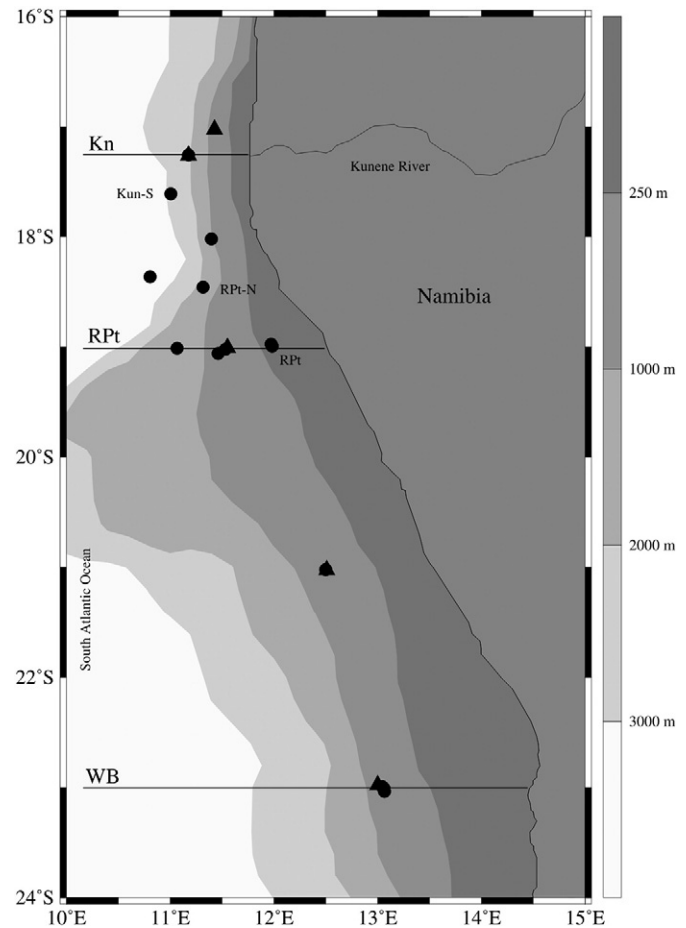 16°S
Kn
Kunene River
Kun-S
250 m
18°S
RPt-N
Namibia
RPt
RPt
1000 m
20°S
South Atlantic Ocean
2000 m
22°S
3000 m
WB
24°S
10°E
11°E
12°E
13°E
14°E
15°E